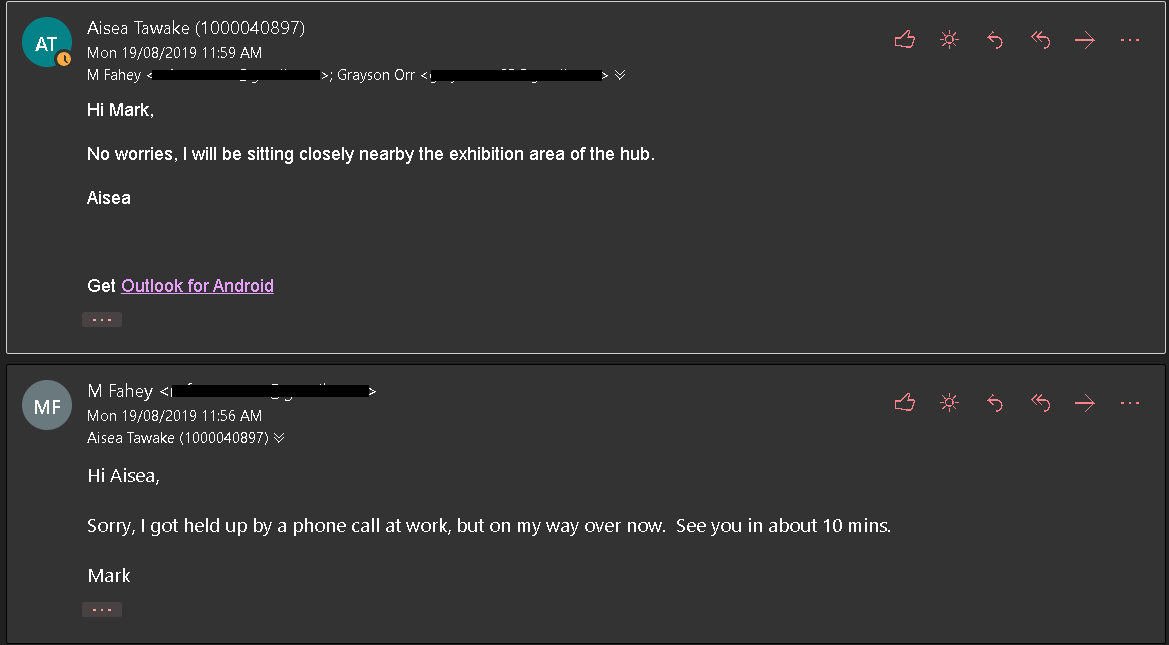 AT
Aisea Tawake (1000040897)
Mon 19/08/2019 11:59 AM
M Fahey < >; Grayson Orr < >
Hi Mark,
No worries, I will be sitting closely nearby the exhibition area of the hub.
Aisea
Get Outlook for Android
...
MF
M Fahey < >
Mon 19/08/2019 11:56 AM
Aisea Tawake (1000040897)
Hi Aisea,
Sorry, I got held up by a phone call at work, but on my way over now. See you in about 10 mins.
Mark
...